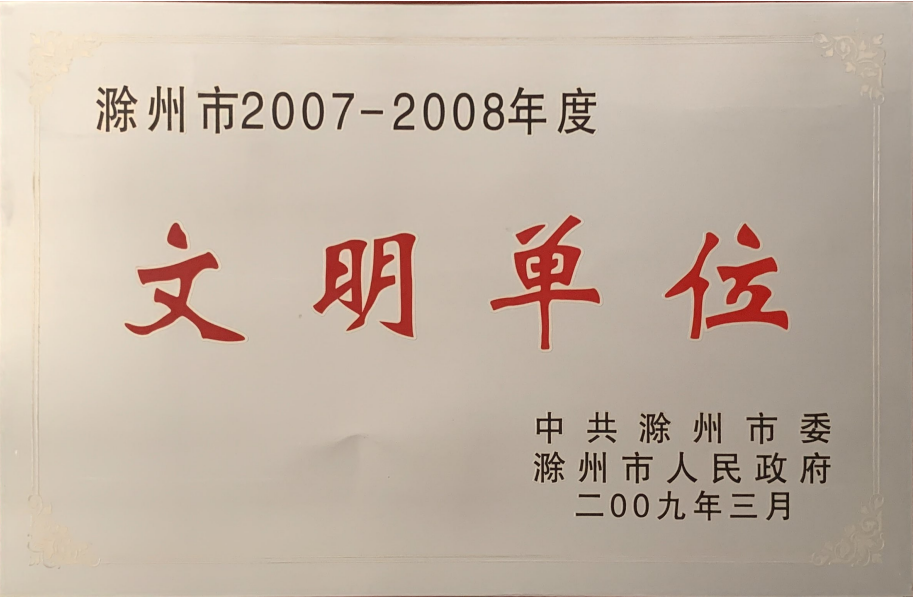 滁州市2007-2008年度
文明单位
中共滁州市委
滁州市人民政府
二00九年三月